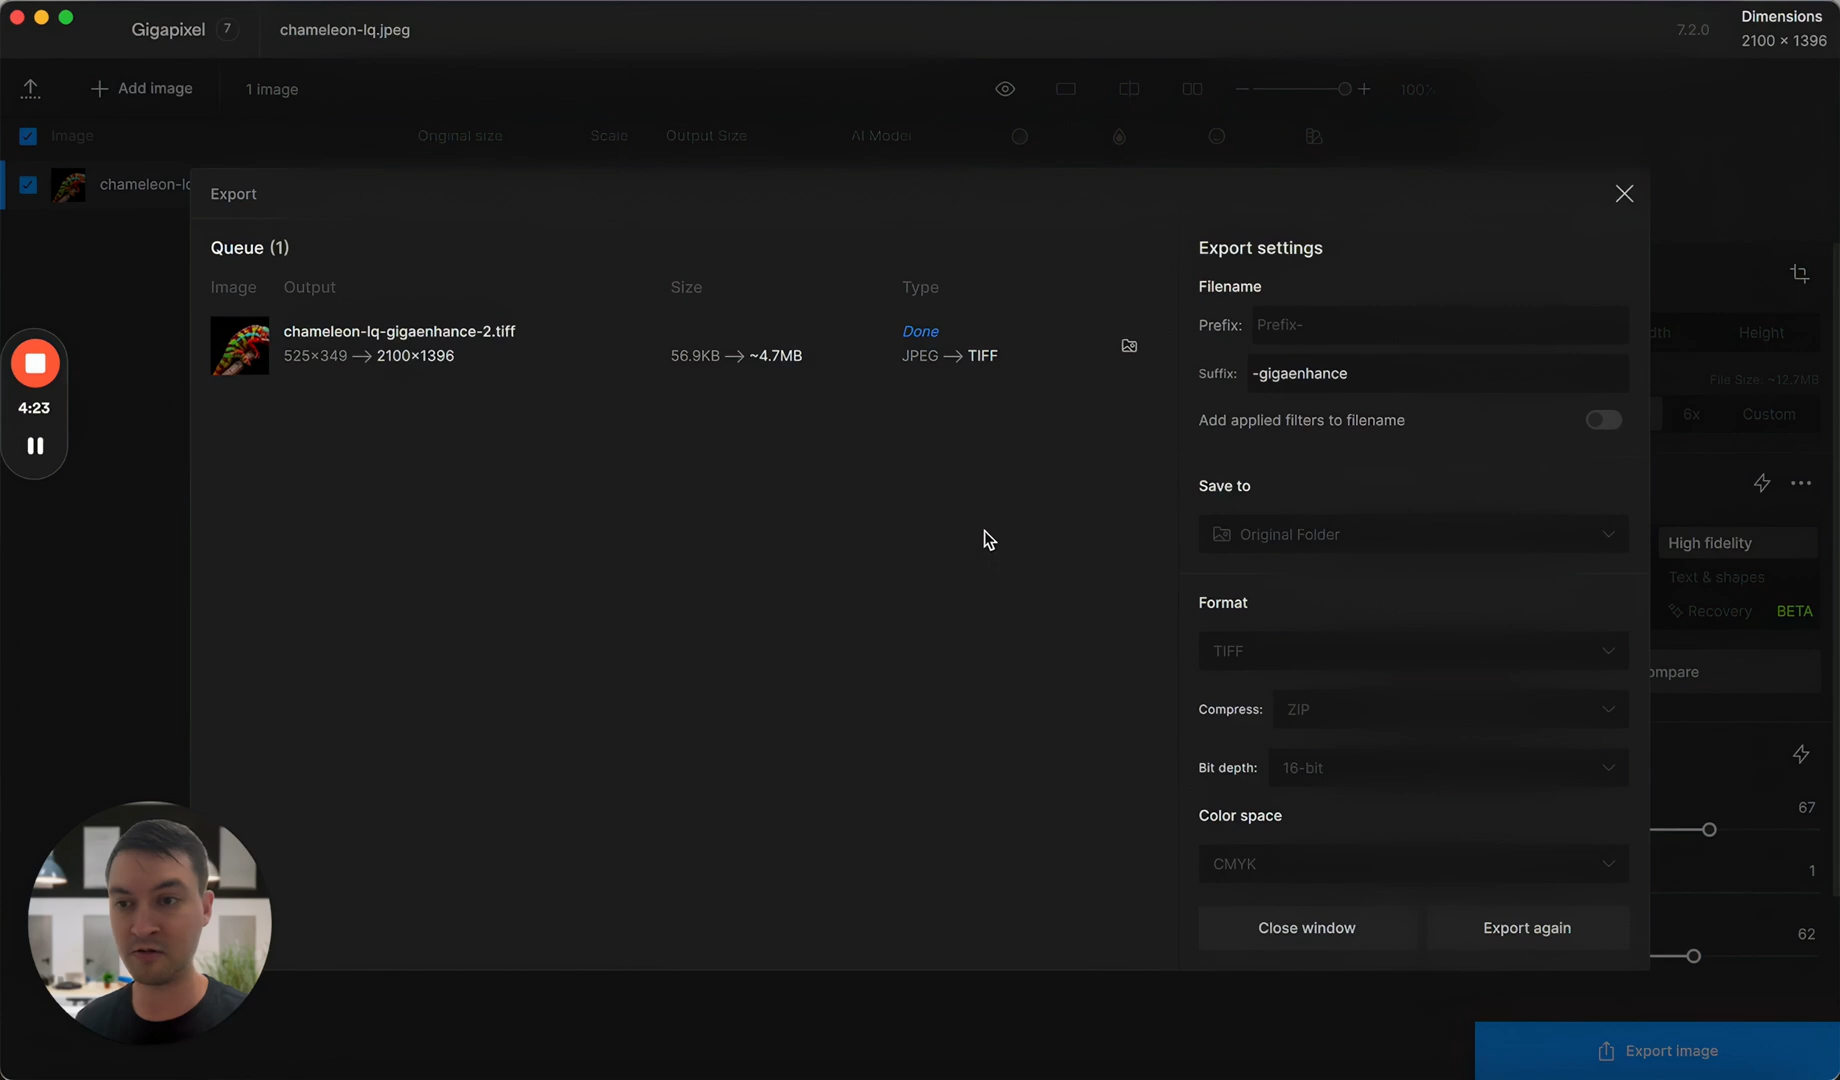 Gigapixel 7 chameleon-lq.jpeg 7.2.0 Dimensions
2100 × 1396
Add image 1 image 100%
Image Original size Scale Output Size AI Model
chameleon-lq
Export
Queue (1)
Image Output Size Type
chameleon-lq-gigaenhance-2.tiff Done
525×349 → 2100×1396 56.9KB → ~4.7MB JPEG → TIFF
Export settings
Filename
Prefix: Prefix-
Suffix: -gigaenhance
Add applied filters to filename
Save to
Original Folder
Format
TIFF
Compress: ZIP
Bit depth: 16-bit
Color space
CMYK
Close window Export again
4:23
Height
File Size: ~12.7MB
6x Custom
High fidelity
Text & shapes
Recovery BETA
ompare
67
1
62
Export image